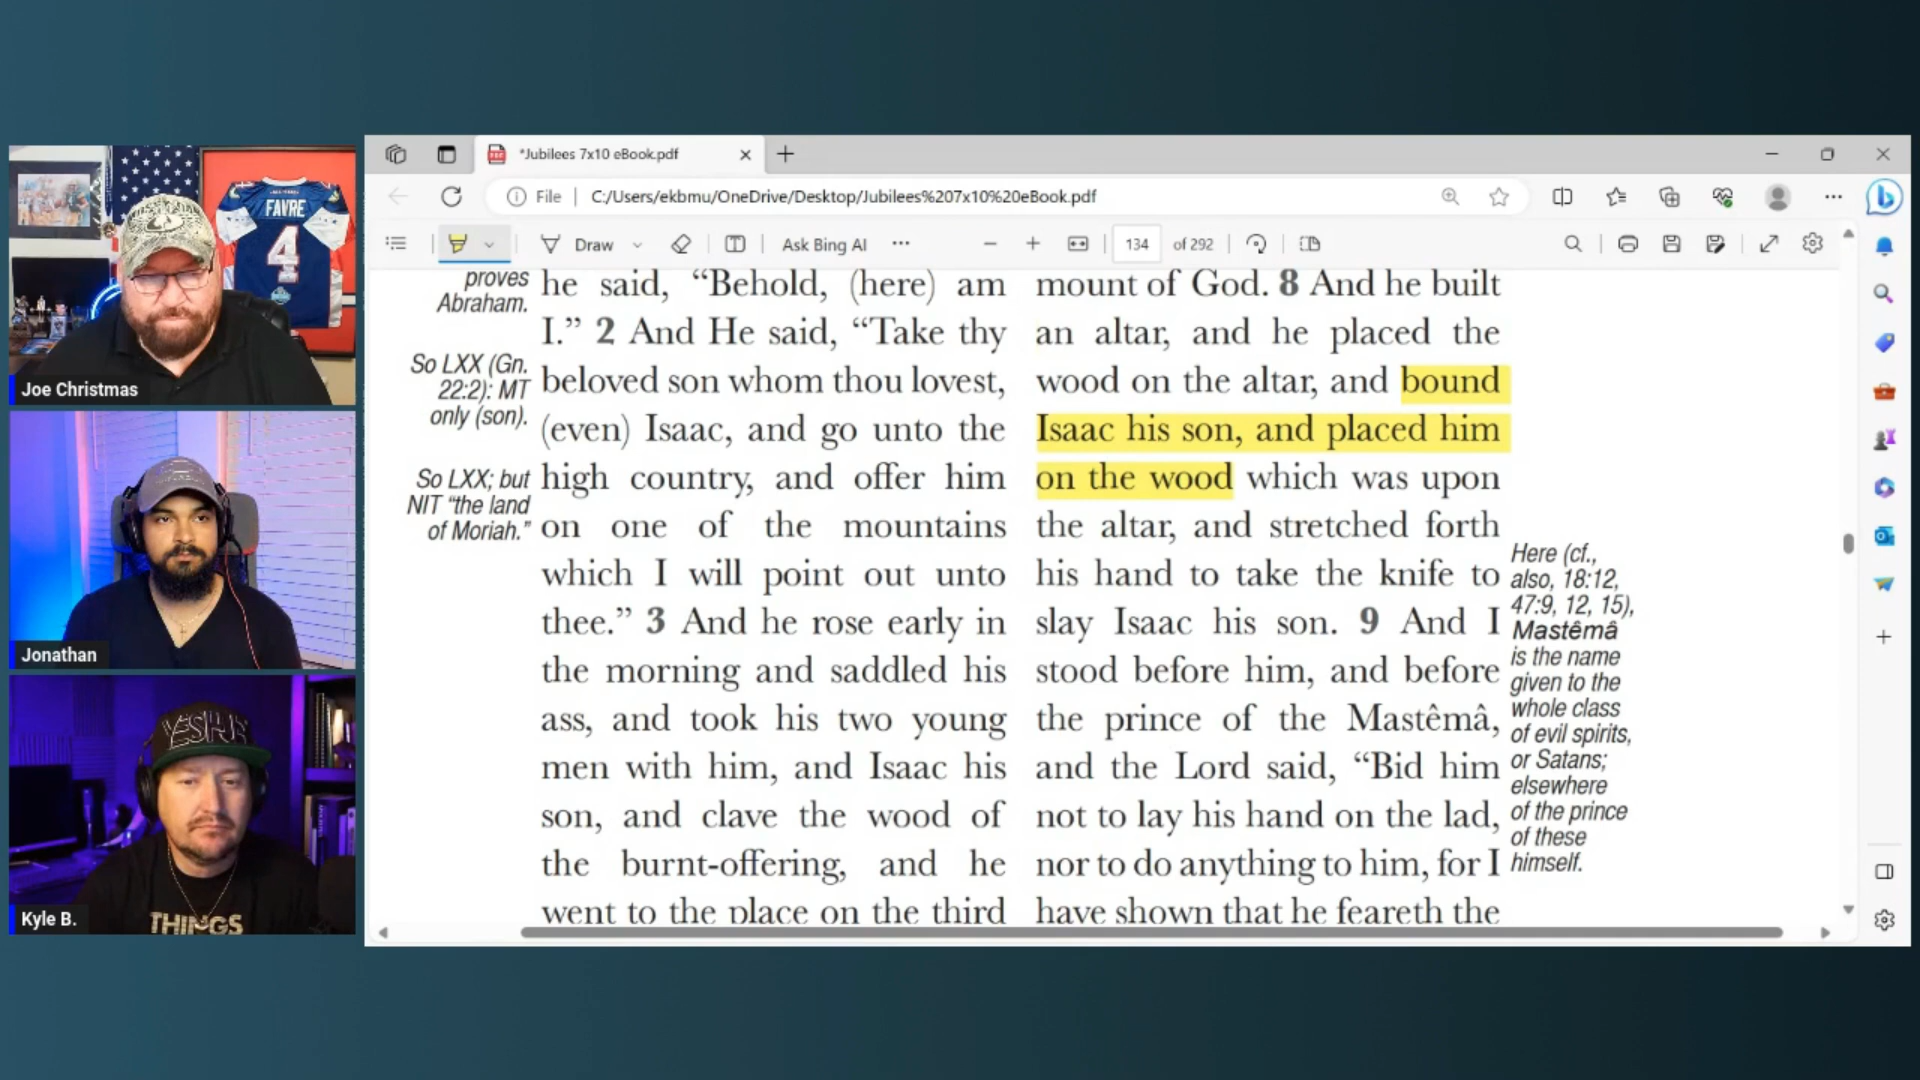 *Jubilees 7x10 eBook.pdf
File | C:/Users/ekbmu/OneDrive/Desktop/Jubilees%207x10%20eBook.pdf
Draw
Ask Bing AI
134 of 292
proves
Abraham.
So LXX (Gn.
22:2): MT
only (son).
So LXX; but
NIT “the land
of Moriah.”
he said, “Behold, (here) am
I.” 2 And He said, “Take thy
beloved son whom thou lovest,
(even) Isaac, and go unto the
high country, and offer him
on one of the mountains
which I will point out unto
thee.” 3 And he rose early in
the morning and saddled his
ass, and took his two young
men with him, and Isaac his
son, and clave the wood of
the burnt-offering, and he
went to the place on the third
mount of God. 8 And he built
an altar, and he placed the
wood on the altar, and bound
Isaac his son, and placed him
on the wood which was upon
the altar, and stretched forth
his hand to take the knife to
slay Isaac his son. 9 And I
stood before him, and before
the prince of the Mastêmâ,
and the Lord said, “Bid him
not to lay his hand on the lad,
nor to do anything to him, for I
have shown that he feareth the
Here (cf.,
also, 18:12,
47:9, 12, 15),
Mastêmâ
is the name
given to the
whole class
of evil spirits,
or Satans;
elsewhere
of the prince
of these
himself.
FAVRE
4
Joe Christmas
Jonathan
THINGS
Kyle B.